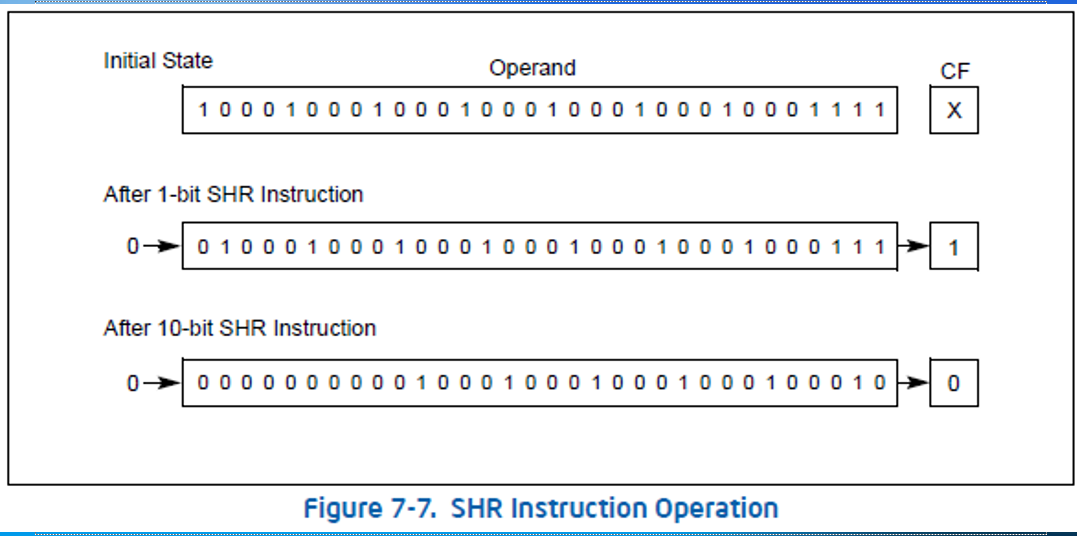 Initial State
Operand
CF
1 0 0 0 1 0 0 0 1 0 0 0 1 0 0 0 1 0 0 0 1 0 0 0 1 0 0 0 1 1 1 1 X
After 1-bit SHR Instruction
0 0 1 0 0 0 1 0 0 0 1 0 0 0 1 0 0 0 1 0 0 0 1 0 0 0 1 0 0 0 1 1 1 1
After 10-bit SHR Instruction
0 0 0 0 0 0 0 0 0 0 0 1 0 0 0 1 0 0 0 1 0 0 0 1 0 0 0 1 0 0 0 1 0 0
Figure 7-7. SHR Instruction Operation